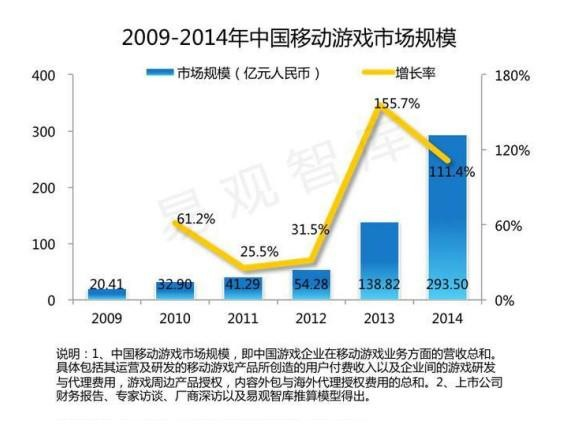 2009-2014年中国移动游戏市场规模
市场规模（亿元人民币） 增长率
400 180%
155.7%
300
120%
111.4%
易观智库
200
61.2%
60%
100
25.5% 31.5%
20.41 32.90 41.29 54.28 138.82 293.50
0 0%
2009 2010 2011 2012 2013 2014
说明：1、中国移动游戏市场规模，即中国游戏企业在移动游戏业务方面的营收总和。
具体包括其运营及研发的移动游戏产品所创造的用户付费收入以及企业间的游戏研发
与代理费用，游戏周边产品授权，内容外包与海外代理授权费用的总和。2、上市公司
财务报告、专家访谈、厂商深访以及易观智库推算模型得出。